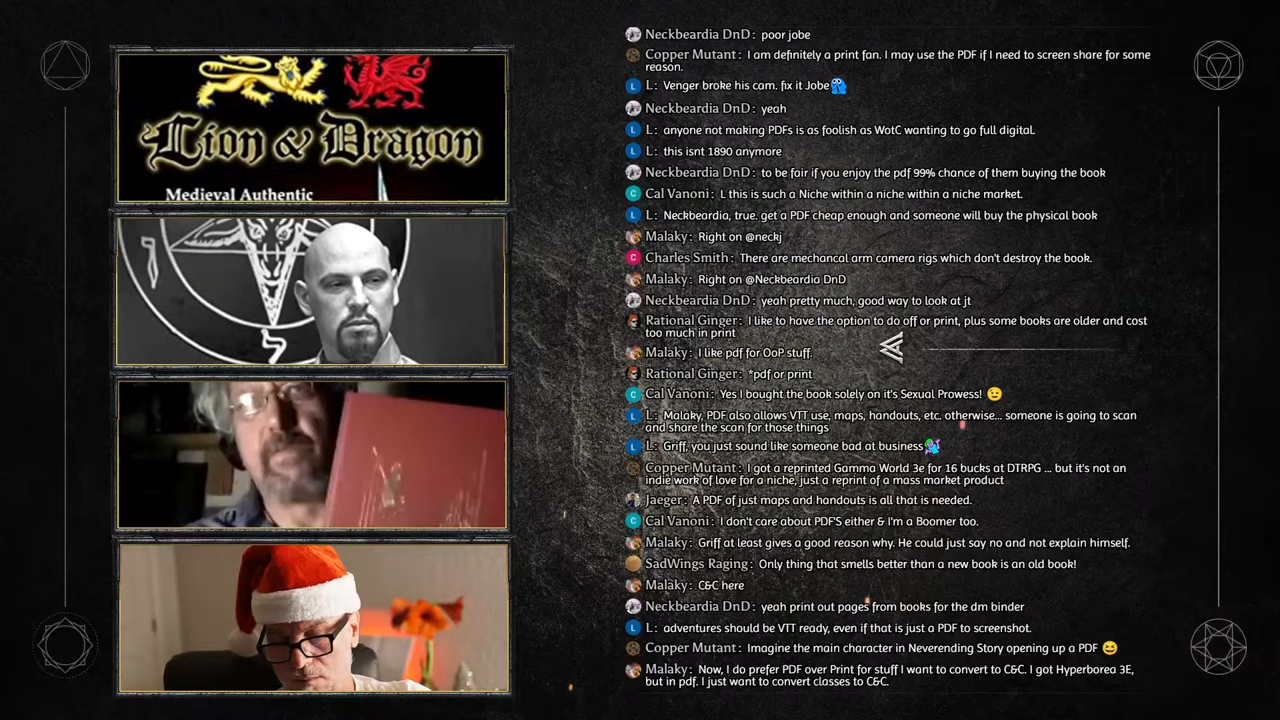 Lion & Dragon
Medieval Authentic
Neckbeardia DnD: poor jobe
Copper Mutant: I am definitely a print fan. I may use the PDF if I need to screen share for some
reason.
L: Venger broke his cam. fix it Jobe
Neckbeardia DnD: yeah
L: anyone not making PDFs is as foolish as WotC wanting to go full digital.
L: this isnt 1890 anymore
Neckbeardia DnD: to be fair if you enjoy the pdf 99% chance of them buying the book
Cal Vanoni: L this is such a Niche within a niche within a niche market.
L: Neckbeardia, true. get a PDF cheap enough and someone will buy the physical book
Malaky: Right on @neckj
Charles Smith: There are mechancal arm camera rigs which don't destroy the book.
Malaky: Right on @Neckbeardia DnD
Neckbeardia DnD: yeah pretty much, good way to look at jt
Rational Ginger: I like to have the option to do off or print, plus some books are older and cost
too much in print
Malaky: I like pdf for OoP stuff.
Rational Ginger: *pdf or print
Cal Vanoni: Yes I bought the book solely on it's Sexual Prowess! 😉
L: Malaky, PDF also allows VTT use, maps, handouts, etc. otherwise... someone is going to scan
and share the scan for those things
L: Griff, you just sound like someone bad at business
Copper Mutant: I got a reprinted Gamma World 3e for 16 bucks at DTRPG ... but it's not an
indie work of love for a niche, just a reprint of a mass market product
Jaeger: A PDF of just maps and handouts is all that is needed.
Cal Vanoni: I don't care about PDF'S either & I'm a Boomer too.
Malaky: Griff at least gives a good reason why. He could just say no and not explain himself.
SadWings Raging: Only thing that smells better than a new book is an old book!
Malaky: C&C here
Neckbeardia DnD: yeah print out pages from books for the dm binder
L: adventures should be VTT ready, even if that is just a PDF to screenshot.
Copper Mutant: Imagine the main character in Neverending Story opening up a PDF 😆
Malaky: Now, I do prefer PDF over Print for stuff I want to convert to C&C. I got Hyperborea 3E,
but in pdf. I just want to convert classes to C&C.